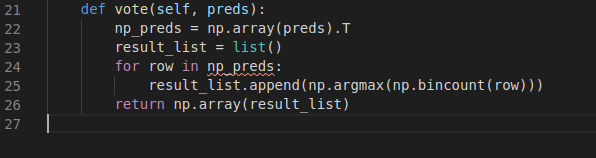 21 def vote(self, preds):
22 np_preds = np.array(preds).T
23 result_list = list()
24 for row in np_preds:
25 result_list.append(np.argmax(np.bincount(row)))
26 return np.array(result_list)
27